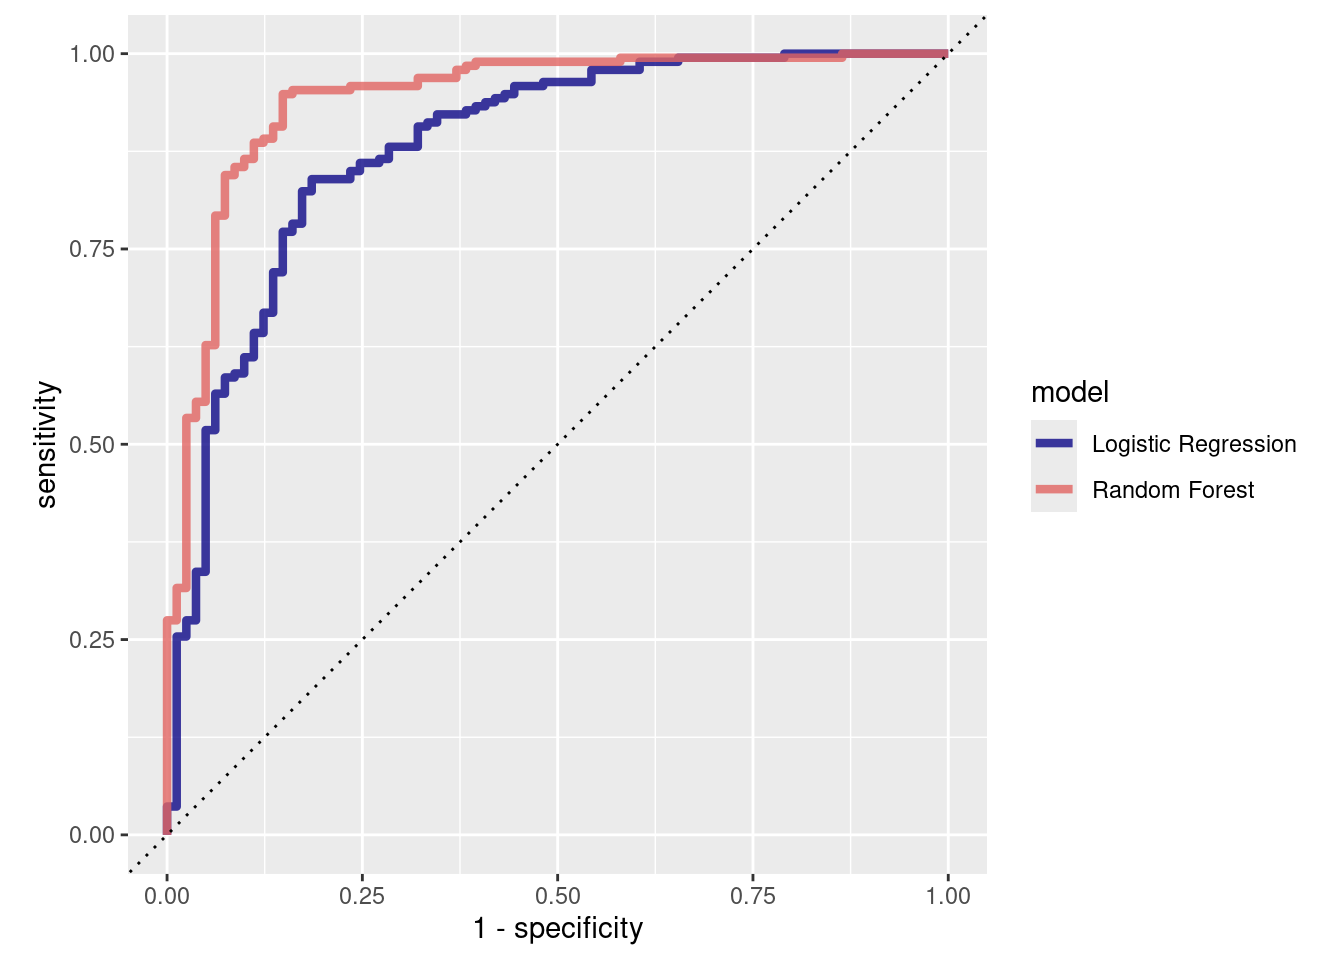 1.00
0.75
0.50
0.25
0.00
sensitivity
0.00 0.25 0.50 0.75 1.00
1 - specificity
model
Logistic Regression
Random Forest